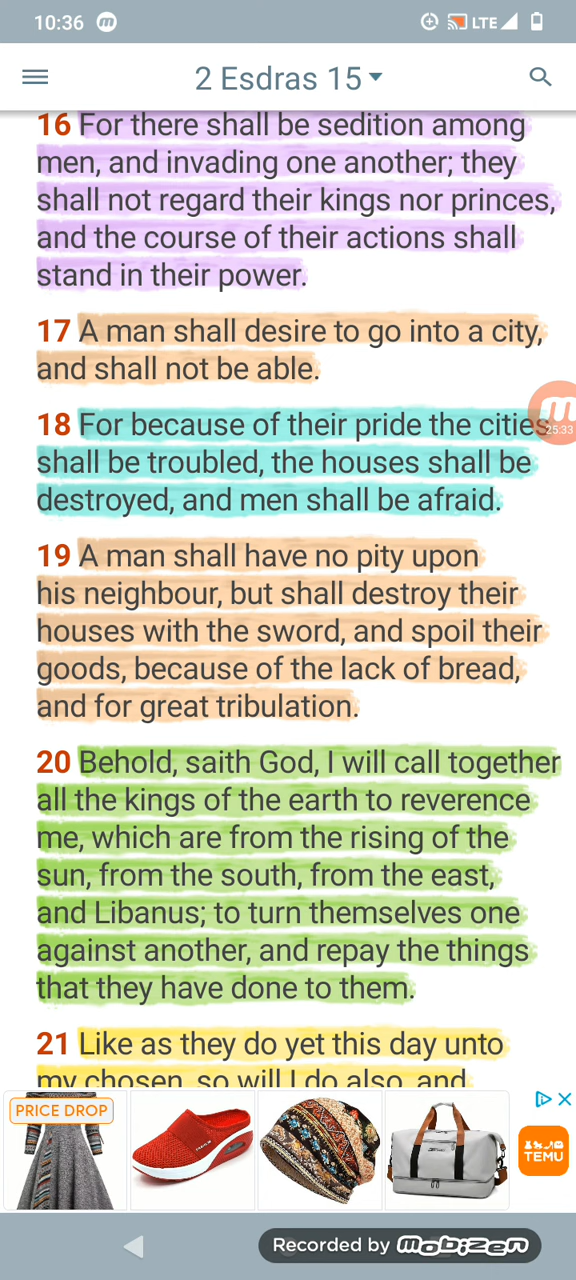 10:36
LTE
2 Esdras 15
16 For there shall be sedition among
men, and invading one another; they
shall not regard their kings nor princes,
and the course of their actions shall
stand in their power.
17 A man shall desire to go into a city,
and shall not be able.
18 For because of their pride the cities
25:33
shall be troubled, the houses shall be
destroyed, and men shall be afraid.
19 A man shall have no pity upon
his neighbour, but shall destroy their
houses with the sword, and spoil their
goods, because of the lack of bread,
and for great tribulation.
20 Behold, saith God, I will call together
all the kings of the earth to reverence
me, which are from the rising of the
sun, from the south, from the east,
and Libanus; to turn themselves one
against another, and repay the things
that they have done to them.
21 Like as they do yet this day unto
my chosen, so will I do also, and
PRICE DROP
TEMU
Recorded by mobizen